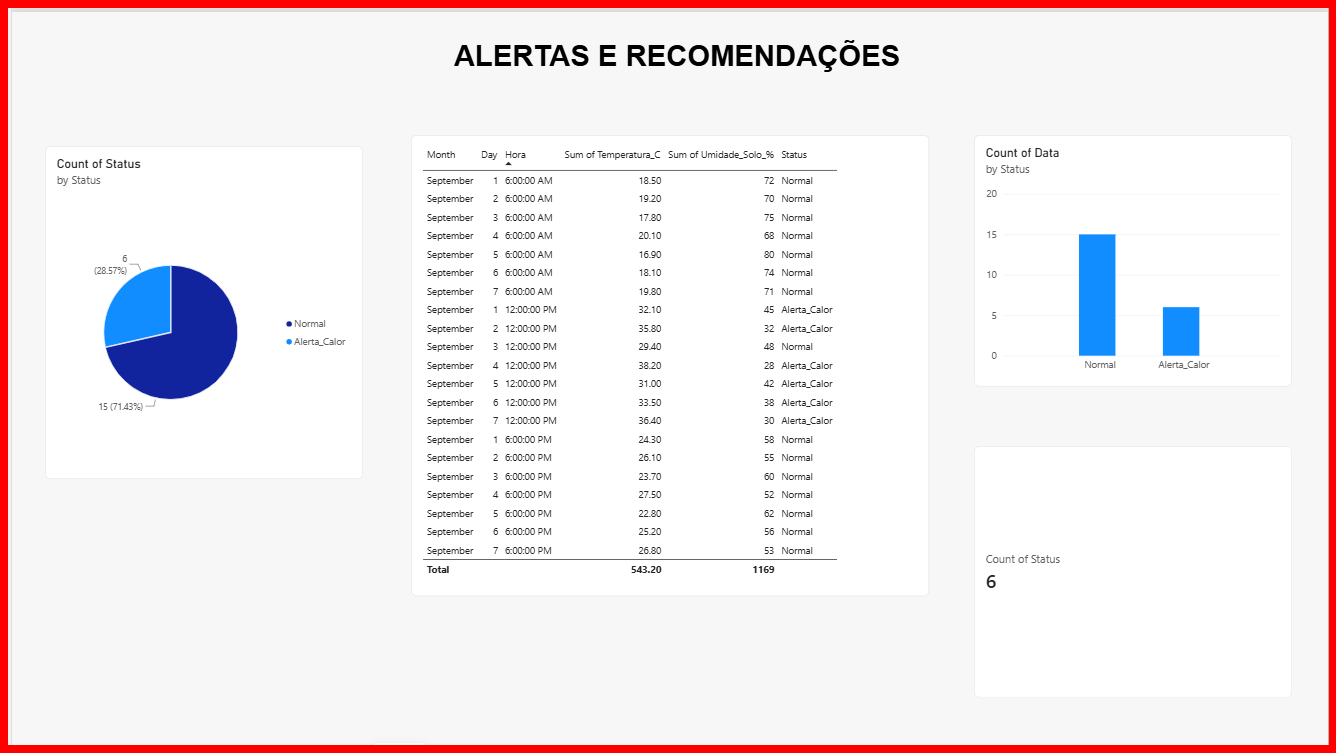 ALERTAS E RECOMENDAÇÕES
Count of Status
by Status
6
(28.57%)
15 (71.43%)
Normal
Alerta_Calor
Month Day Hora Sum of Temperatura_C Sum of Umidade_Solo_% Status
September 1 6:00:00 AM 18.50 72 Normal
September 2 6:00:00 AM 19.20 70 Normal
September 3 6:00:00 AM 17.80 75 Normal
September 4 6:00:00 AM 20.10 68 Normal
September 5 6:00:00 AM 16.90 80 Normal
September 6 6:00:00 AM 18.10 74 Normal
September 7 6:00:00 AM 19.80 71 Normal
September 1 12:00:00 PM 32.10 45 Alerta_Calor
September 2 12:00:00 PM 35.80 32 Alerta_Calor
September 3 12:00:00 PM 29.40 48 Normal
September 4 12:00:00 PM 38.20 28 Alerta_Calor
September 5 12:00:00 PM 31.00 42 Alerta_Calor
September 6 12:00:00 PM 33.50 38 Alerta_Calor
September 7 12:00:00 PM 36.40 30 Alerta_Calor
September 1 6:00:00 PM 24.30 58 Normal
September 2 6:00:00 PM 26.10 55 Normal
September 3 6:00:00 PM 23.70 60 Normal
September 4 6:00:00 PM 27.50 52 Normal
September 5 6:00:00 PM 22.80 62 Normal
September 6 6:00:00 PM 25.20 56 Normal
September 7 6:00:00 PM 26.80 53 Normal
Total 543.20 1169
Count of Data
by Status
20
15
10
5
0
Normal Alerta_Calor
Count of Status
6